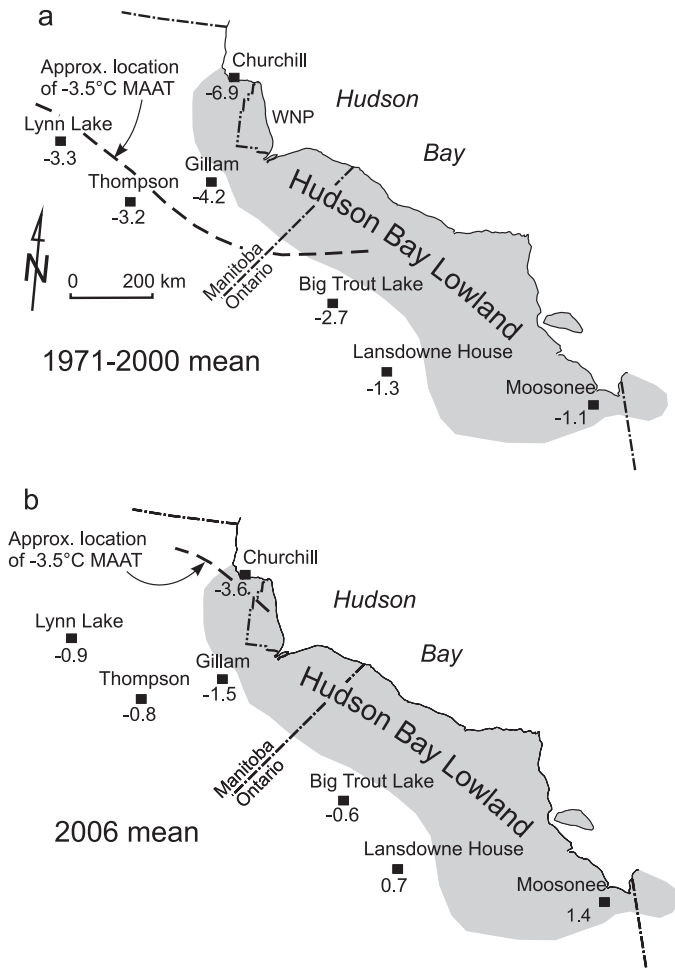 a
Churchill
-6.9
Approx. location
of -3.5°C MAAT
Hudson
Bay
WNP
Lynn Lake
-3.3
Gillam
-4.2
Thompson
-3.2
Hudson Bay Lowland
N
0 200 km
Manitoba
Ontario
Big Trout Lake
-2.7
Lansdowne House
-1.3
1971-2000 mean
Moosonee
-1.1
b
Approx. location
of -3.5°C MAAT
Churchill
-3.6
Hudson
Bay
Lynn Lake
-0.9
Gillam
-1.5
Thompson
-0.8
Hudson Bay Lowland
Manitoba
Ontario
Big Trout Lake
-0.6
2006 mean
Lansdowne House
0.7
Moosonee
1.4